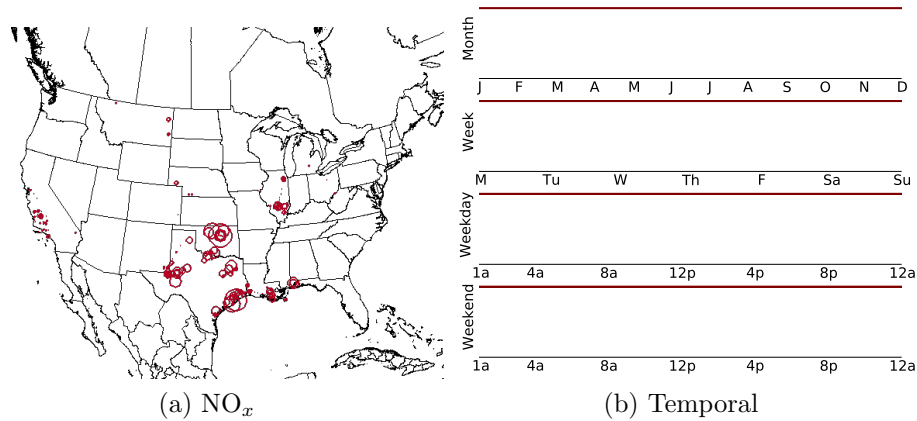 Month
J F M A M J J A S O N D
Week
M Tu W Th F Sa Su
Weekday
1a 4a 8a 12p 4p 8p 12a
Weekend
1a 4a 8a 12p 4p 8p 12a
(a) NOₓ
(b) Temporal